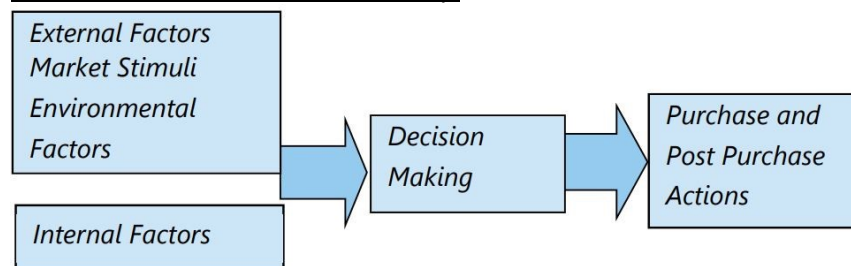 External Factors
Market Stimuli
Environmental
Factors
Internal Factors
Decision
Making
Purchase and
Post Purchase
Actions